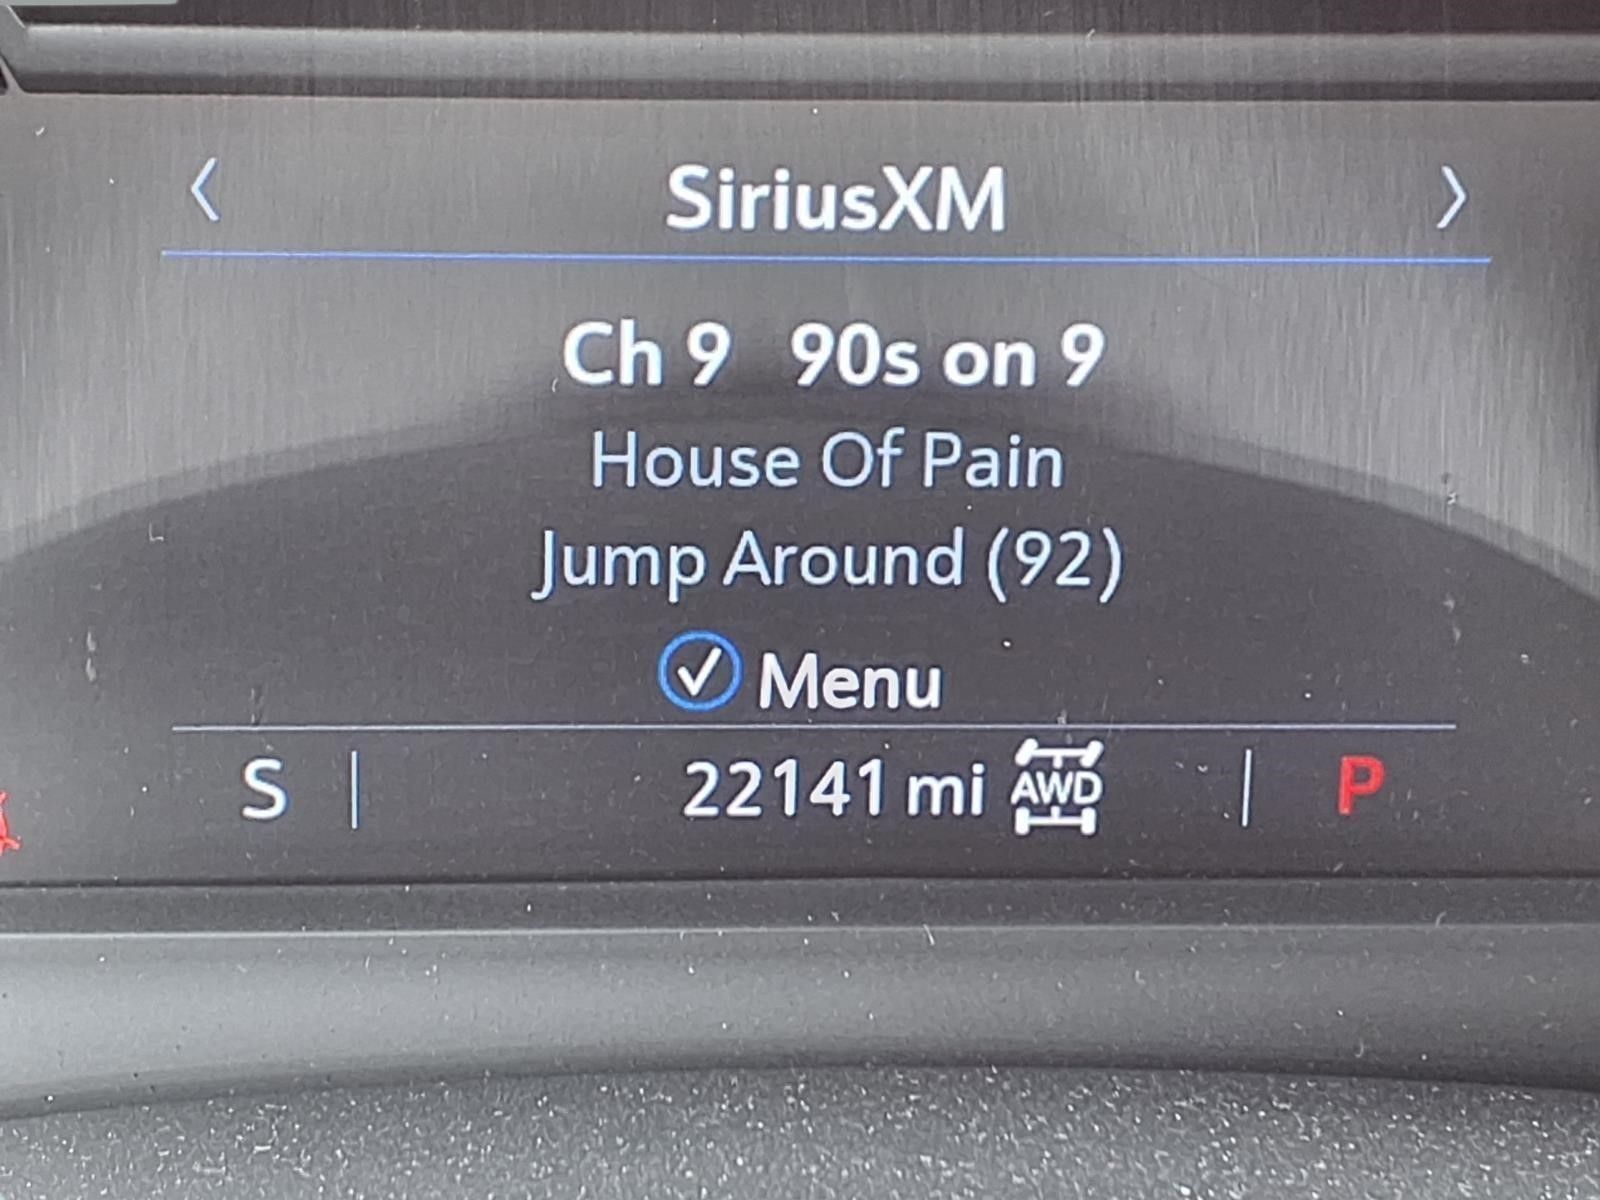 SiriusXM
Ch 9 90s on 9
House Of Pain
Jump Around (92)
Menu
S 22141 mi AWD P